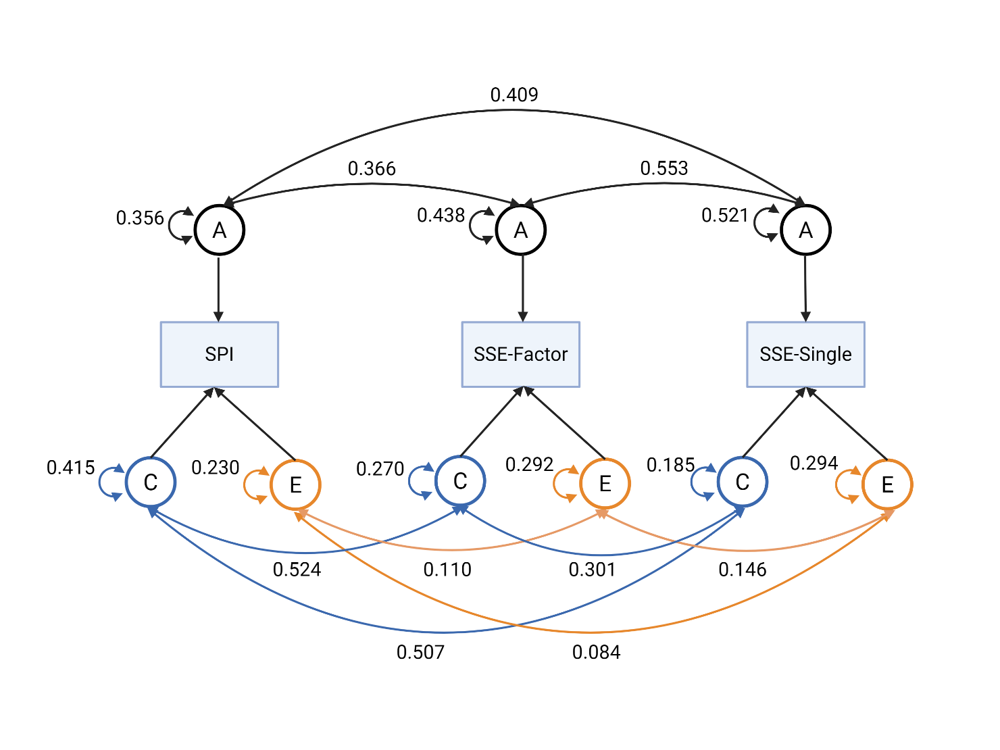 0.409
0.366
0.553
0.356
A
0.438
A
0.521
A
SPI
SSE-Factor
SSE-Single
0.415
C
0.230
E
0.270
C
0.292
E
0.185
C
0.294
E
0.524
0.110
0.301
0.146
0.507
0.084